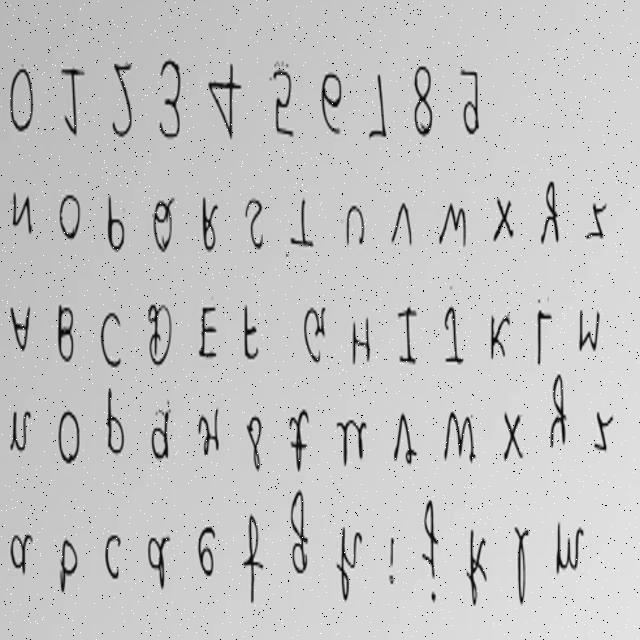 a b c d e f g h i j k l m
n o p q r s t u v w x y z
A B C D E F G H I J K L M
N O P Q R S T U V W X Y Z
0 1 2 3 4 5 6 7 8 9